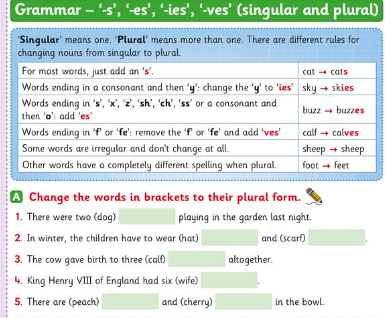 Grammar – '-s', '-es', '-ies', '-ves' (singular and plural)
'Singular' means one. 'Plural' means more than one. There are different rules for
changing nouns from singular to plural.
For most words, just add an 's'. cat → cats
Words ending in a consonant and then 'y': change the 'y' to 'ies' sky → skies
Words ending in 's', 'x', 'z', 'sh', 'ch', 'ss' or a consonant and
then 'o': add 'es' buzz → buzzes
Words ending in 'f' or 'fe': remove the 'f' or 'fe' and add 'ves' calf → calves
Some words are irregular and don't change at all. sheep → sheep
Other words have a completely different spelling when plural. foot → feet
A Change the words in brackets to their plural form.
1. There were two (dog) playing in the garden last night.
2. In winter, the children have to wear (hat) and (scarf) .
3. The cow gave birth to three (calf) altogether.
4. King Henry VIII of England had six (wife) .
5. There are (peach) and (cherry) in the bowl.